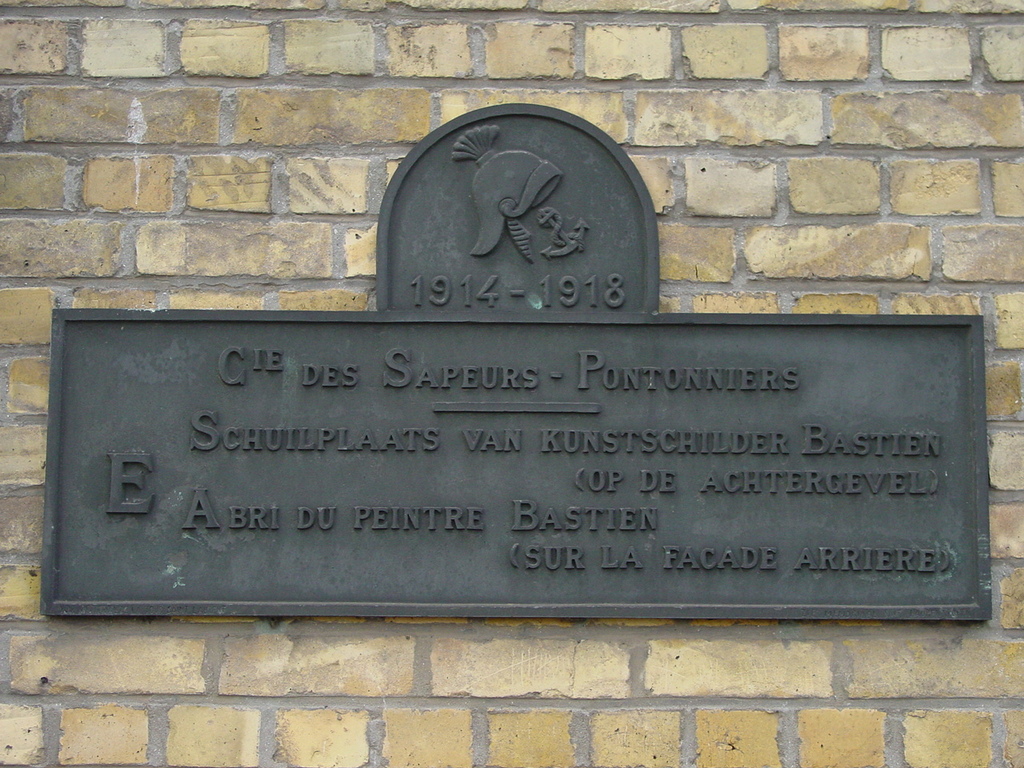 1914-1918
CIE DES SAPEURS - PONTONNIERS
SCHUILPLAATS VAN KUNSTSCHILDER BASTIEN
(OP DE ACHTERGEVEL)
E
ABRI DU PEINTRE BASTIEN
(SUR LA FACADE ARRIERE)